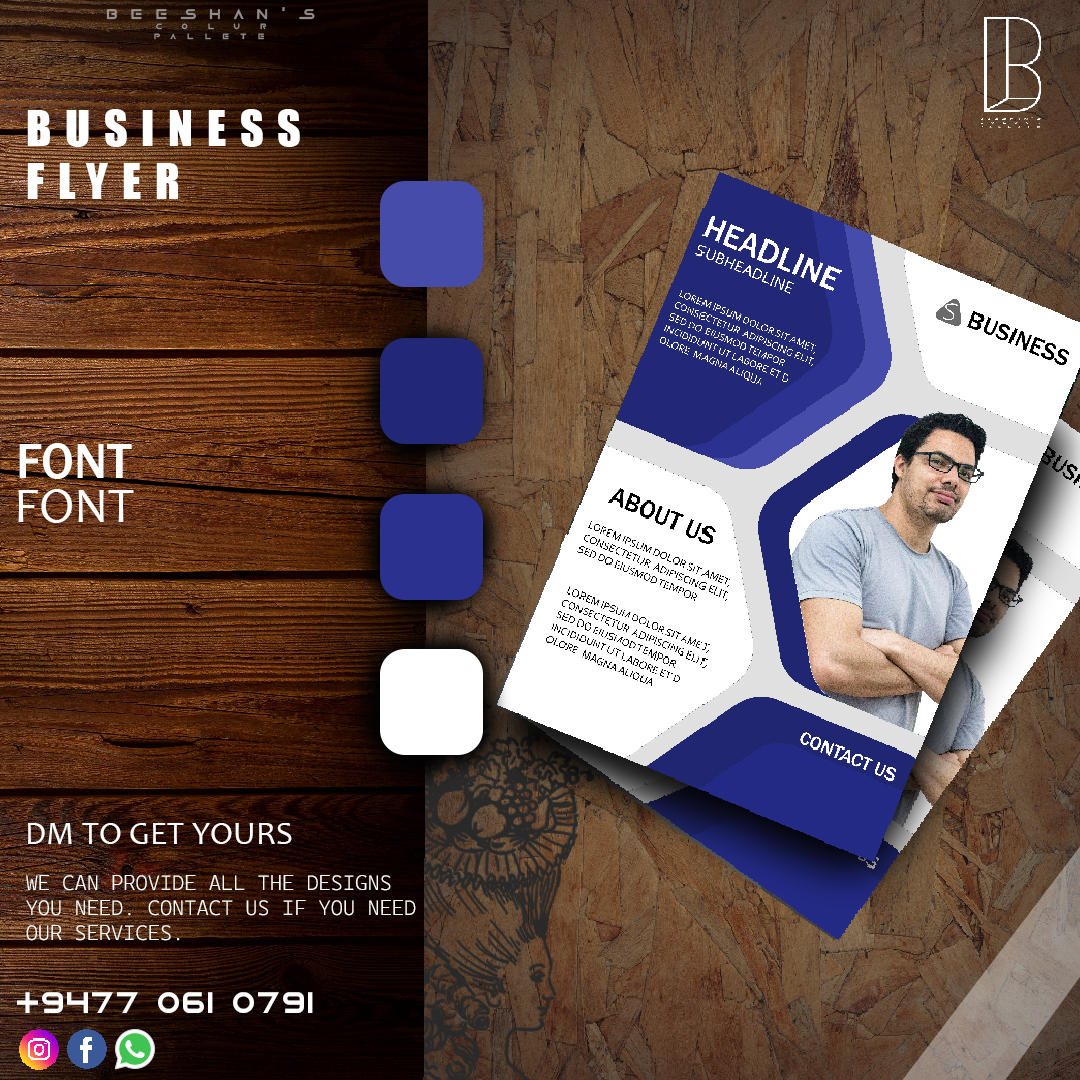 BEESHAN'S
COLUR
PALLETE
BUSINESS
FLYER
FONT
FONT
DM TO GET YOURS
WE CAN PROVIDE ALL THE DESIGNS
YOU NEED. CONTACT US IF YOU NEED
OUR SERVICES.
+9477 061 0791
HEADLINE
SUBHEADLINE
LOREM IPSUM DOLOR SIT AMET,
CONSECTETUR ADIPISCING ELIT,
SED DO EIUSMOD TEMPOR
INCIDIDUNT UT LABORE ET D
OLORE MAGNA ALIQUA
S BUSINESS
ABOUT US
LOREM IPSUM DOLOR SIT AMET,
CONSECTETUR ADIPISCING ELIT,
SED DO EIUSMOD TEMPOR
LOREM IPSUM DOLOR SIT AMET,
CONSECTETUR ADIPISCING ELIT,
SED DO EIUSMOD TEMPOR
INCIDIDUNT UT LABORE ET D
OLORE MAGNA ALIQUA
CONTACT US
BUSI
B